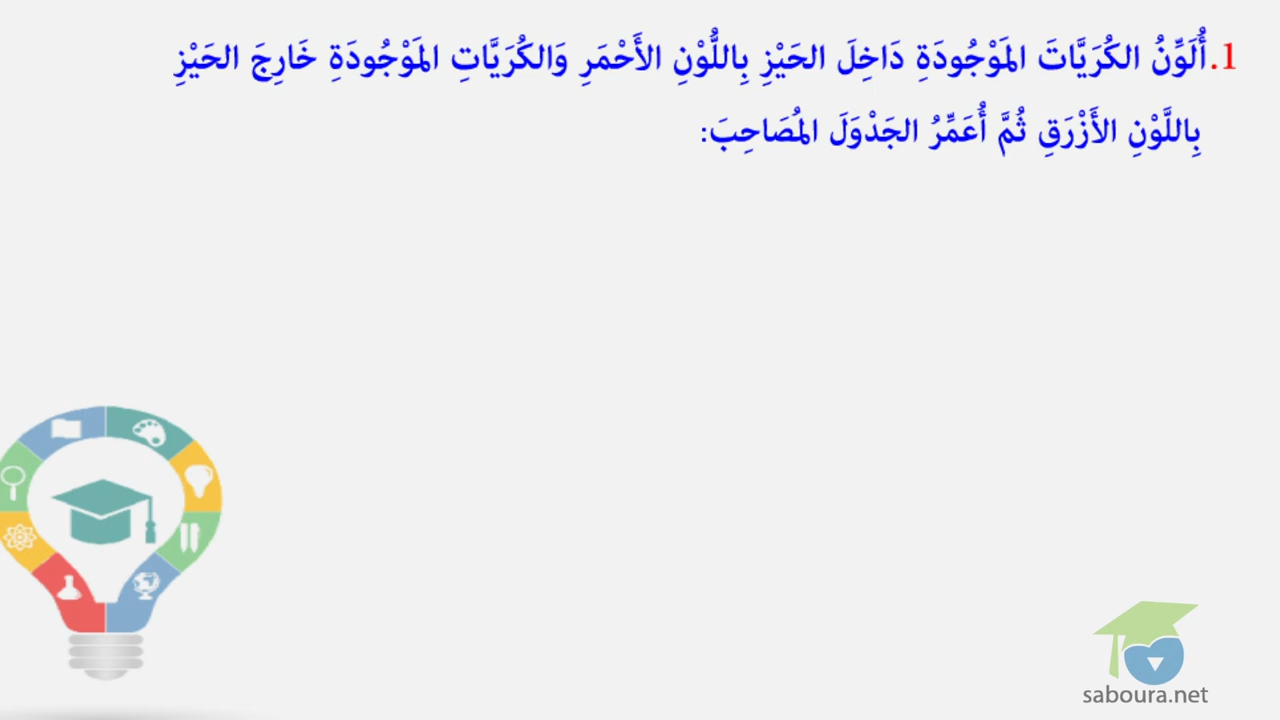 1.أُلَوِّنُ الكُرَيَّاتَ المَوْجُودَةِ دَاخِلَ الحَيْزِ بِاللُّوْنِ الأَحْمَرِ وَالكُرَيَّاتِ المَوْجُودَةِ خَارِجَ الحَيْزِ
بِاللَّوْنِ الأَزْرَقِ ثُمَّ أُعَمِّرُ الجَدْوَلَ المُصَاحِبَ:
saboura.net